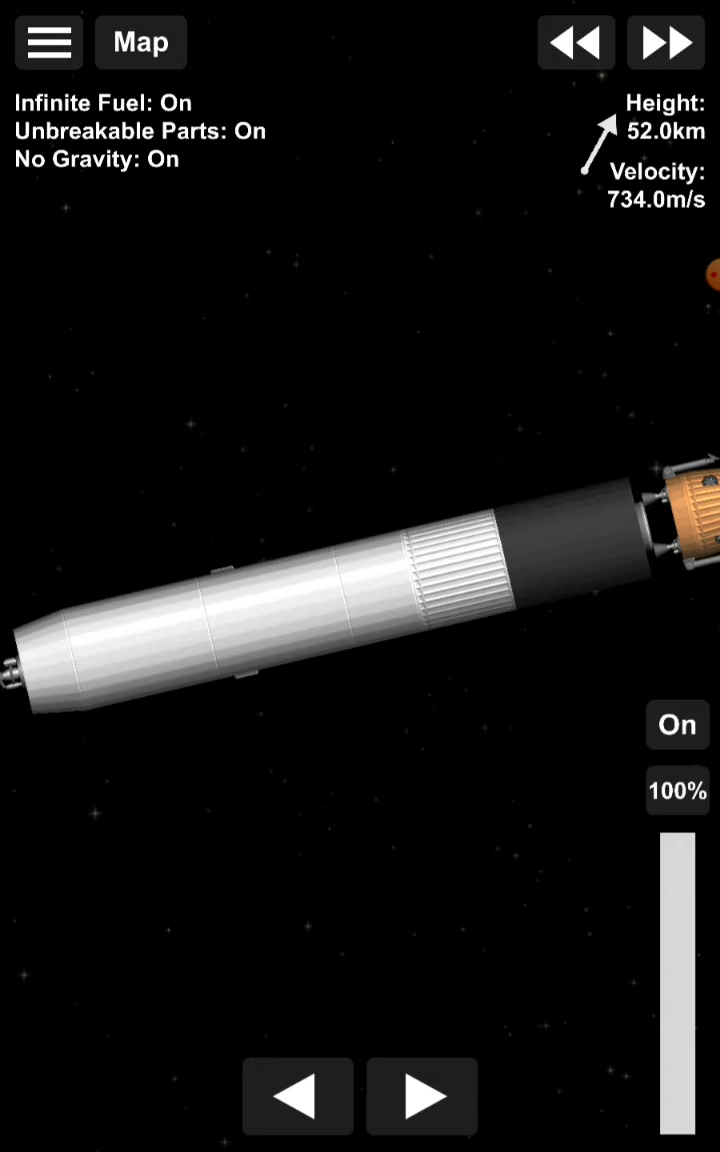 Map
Infinite Fuel: On
Unbreakable Parts: On
No Gravity: On
Height:
52.0km
Velocity:
734.0m/s
On
100%